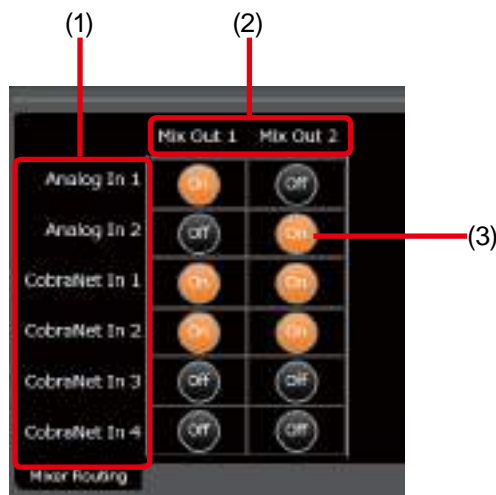 (1) (2)
Mix Out 1 Mix Out 2
Analog In 1 On Off
Analog In 2 Off On (3)
CobraNet In 1 On On
CobraNet In 2 On On
CobraNet In 3 Off Off
CobraNet In 4 Off Off
Mixer Routing